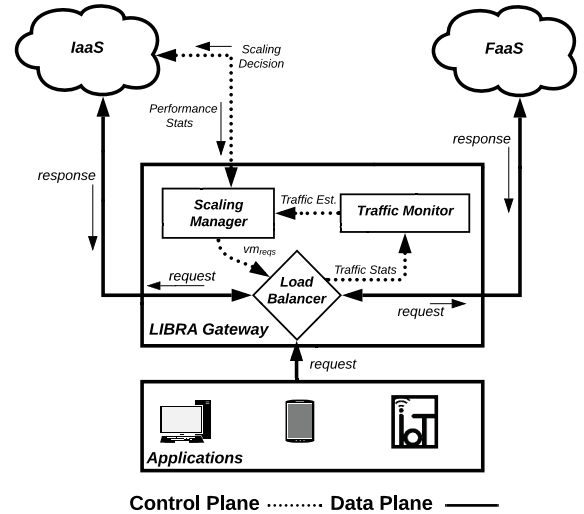 IaaS
FaaS
Scaling
Decision
Performance
Stats
response
response
Scaling
Manager
Traffic Est.
Traffic Monitor
vmreqs
Traffic Stats
request
Load
Balancer
request
LIBRA Gateway
request
IoT
Applications
Control Plane Data Plane